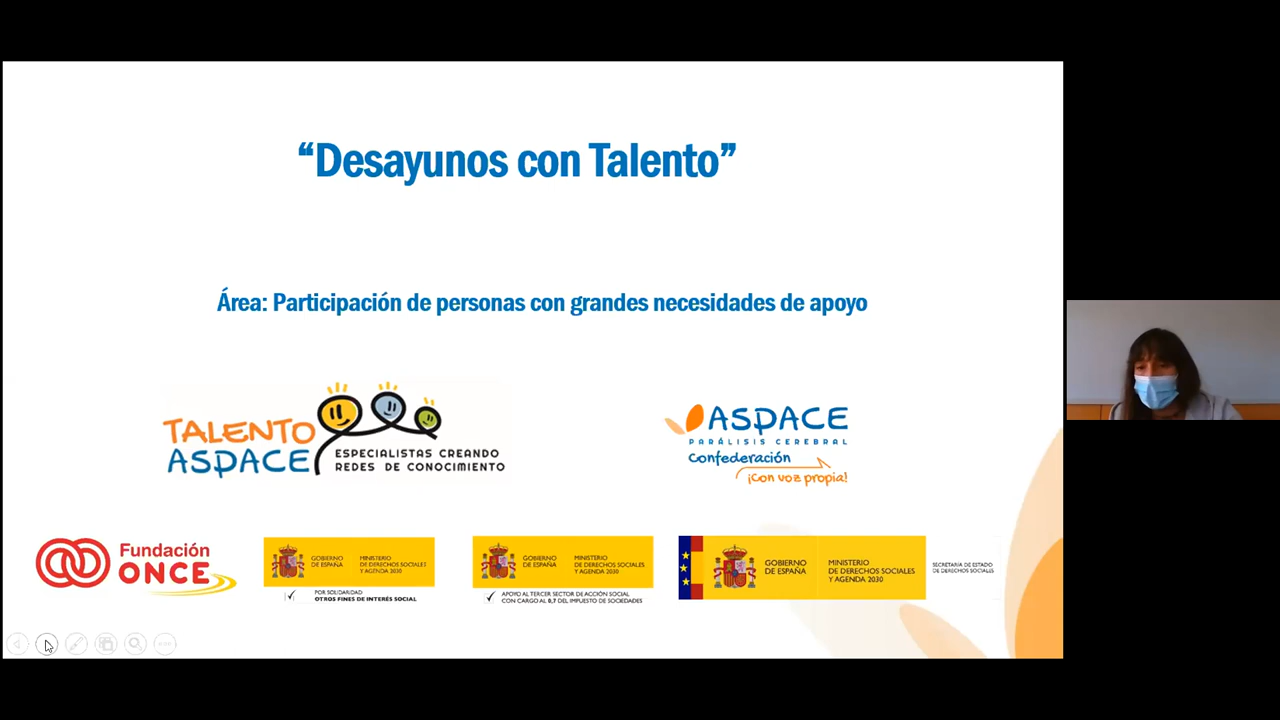 “Desayunos con Talento”
Área: Participación de personas con grandes necesidades de apoyo
TALENTO
ASPACE
ESPECIALISTAS CREANDO
REDES DE CONOCIMIENTO
ASPACE
PARÁLISIS CEREBRAL
Confederación
¡Con voz propia!
Fundación
ONCE
GOBIERNO
DE ESPAÑA
MINISTERIO
DE DERECHOS SOCIALES
Y AGENDA 2030
POR SOLIDARIDAD
OTROS FINES DE INTERÉS SOCIAL
GOBIERNO
DE ESPAÑA
MINISTERIO
DE DERECHOS SOCIALES
Y AGENDA 2030
APOYO AL TERCER SECTOR DE ACCIÓN SOCIAL
CON CARGO AL 0,7 DEL IMPUESTO DE SOCIEDADES
GOBIERNO
DE ESPAÑA
MINISTERIO
DE DERECHOS SOCIALES
Y AGENDA 2030
SECRETARIA DE ESTADO
DE DERECHOS SOCIALES